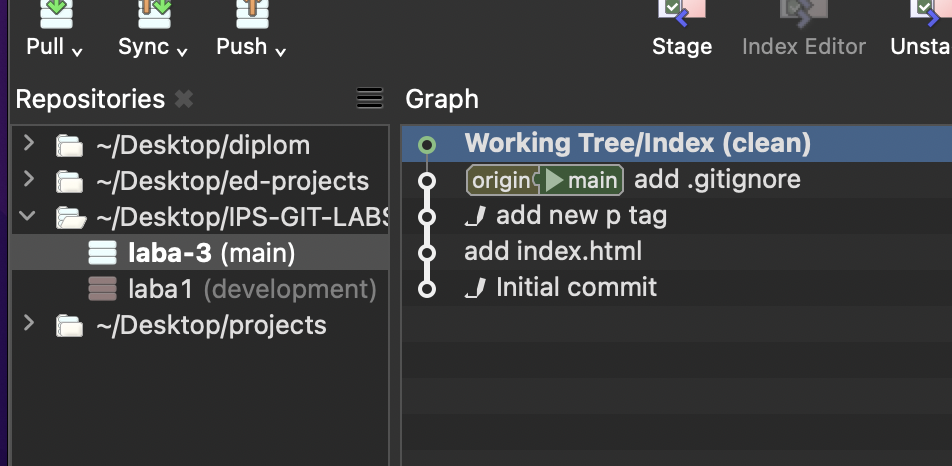 Pull Sync Push Stage Index Editor Unsta
Repositories Graph
~/Desktop/diplom
~/Desktop/ed-projects
~/Desktop/IPS-GIT-LABS
laba-3 (main)
laba1 (development)
~/Desktop/projects
Working Tree/Index (clean)
origin main add .gitignore
add new p tag
add index.html
Initial commit